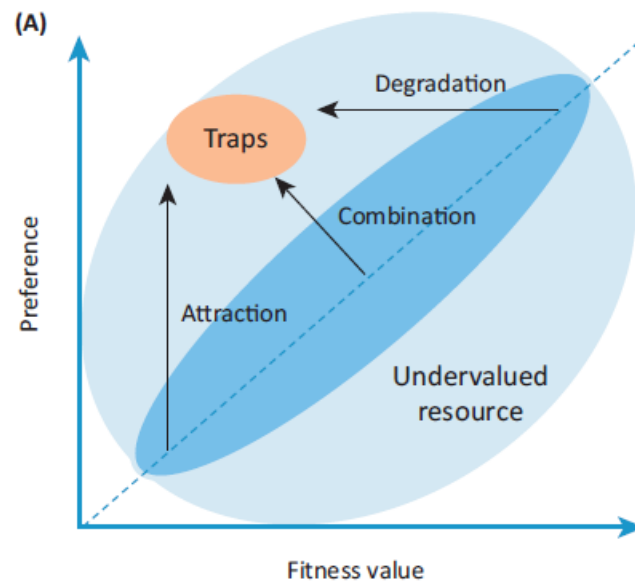 (A)
Degradation
Traps
Combination
Preference
Attraction
Undervalued
resource
Fitness value